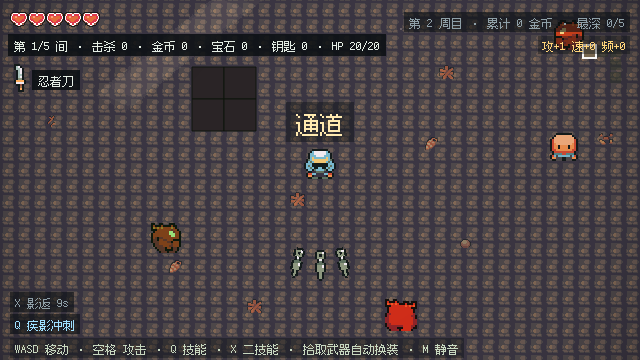 第 2 周目 · 累计 0 金币 · 最深 0/5
第 1/5 间 · 击杀 0 · 金币 0 · 宝石 0 · 钥匙 0 · HP 20/20
攻+1 速+0 频+0
忍者刀
通道
X 影返 9s
Q 疾影冲刺
WASD 移动 · 空格 攻击 · Q 技能 · X 二技能 · 拾取武器自动换装 · M 静音